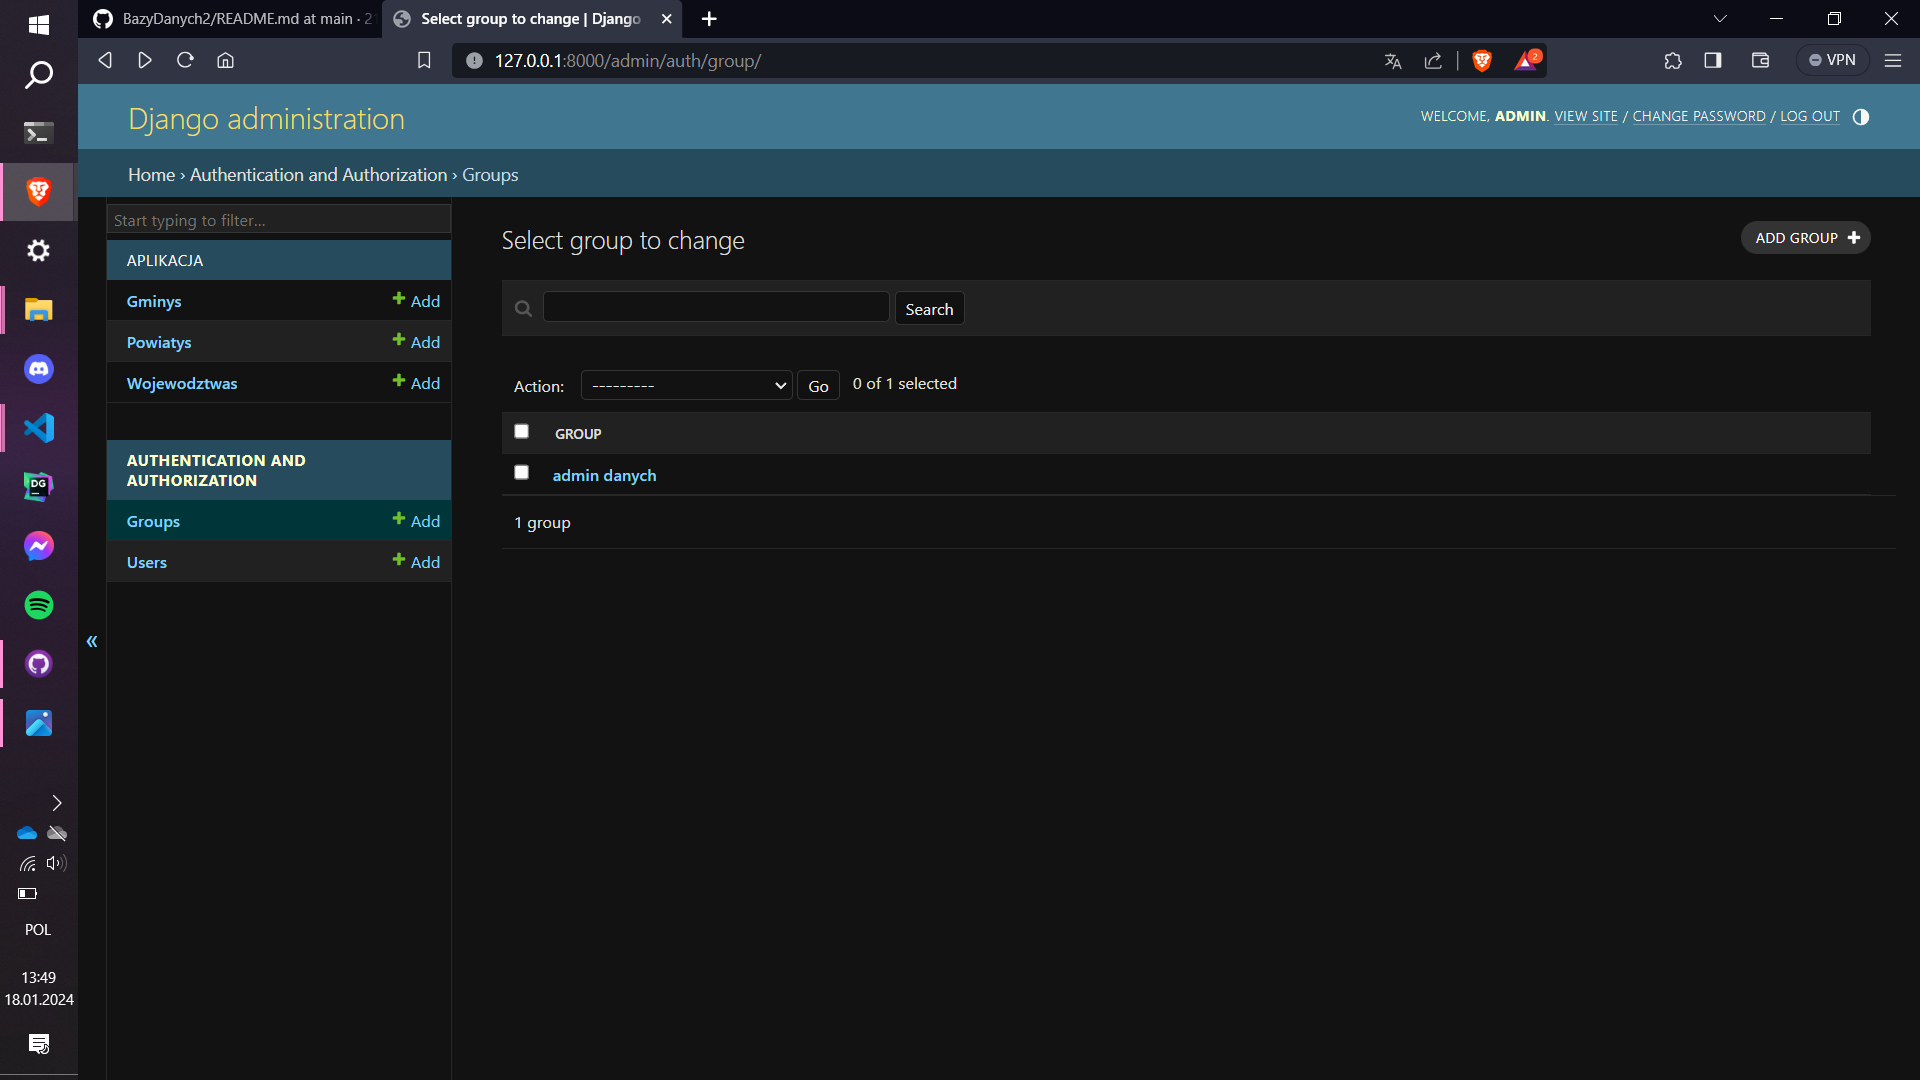 BazyDanych2/README.md at main · 2
Select group to change | Django
127.0.0.1:8000/admin/auth/group/
2
VPN
Django administration
WELCOME, ADMIN. VIEW SITE / CHANGE PASSWORD / LOG OUT
Home › Authentication and Authorization › Groups
Start typing to filter...
APLIKACJA
Gminys
Add
Powiatys
Add
Wojewodztwas
Add
AUTHENTICATION AND
AUTHORIZATION
Groups
Add
Users
Add
«
Select group to change
ADD GROUP
Search
Action:
---------
Go
0 of 1 selected
GROUP
admin danych
1 group
DG
POL
13:49
18.01.2024